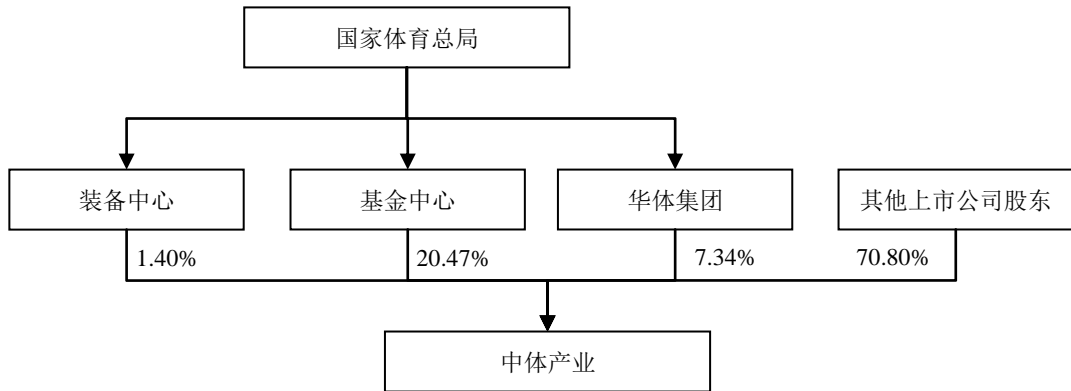 国家体育总局
装备中心
基金中心
华体集团
其他上市公司股东
1.40%
20.47%
7.34%
70.80%
中体产业